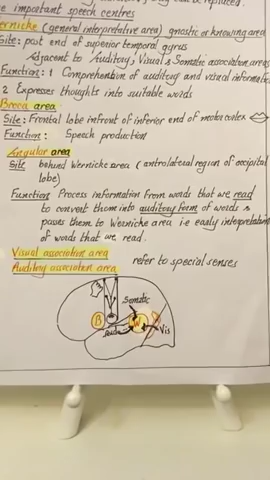 be replaced.
e important speech centres
ernicke (general interpretative area) gnostic or knowing area
Site: post end of superior temporal gyrus
Adjacent to Auditory, Visual & Somatic association areas
Function: 1 Comprehension of auditory and visual informatio
2 Expresses thoughts into suitable words
Broca area
Site: Frontal lobe infront of inferior end of motor cortex
Function: Speech production
Angular area
Site behind Wernicke area (antrolateral region of occipital
lobe)
Function: Process information from words that we read
to convert them into auditory form of words &
passes them to Wernicke area i.e easily interpretation
of words that we read.
Visual association area
Auditory association area
refer to special senses
Somatic
B
W
Vis